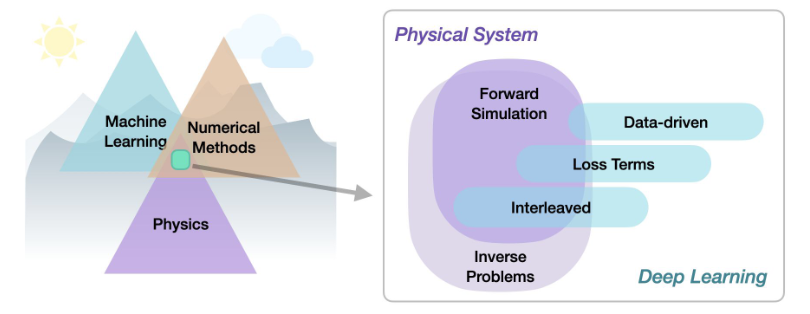 Machine
Learning
Numerical
Methods
Physics
Physical System
Forward
Simulation
Data-driven
Loss Terms
Interleaved
Inverse
Problems
Deep Learning